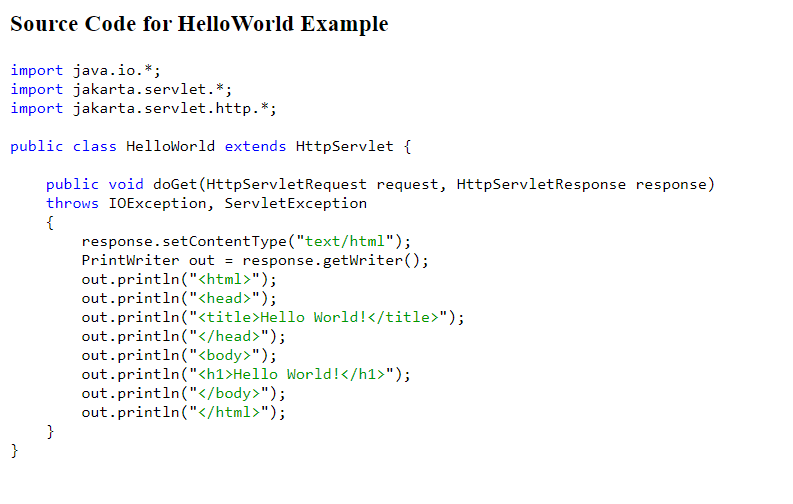 Source Code for HelloWorld Example
import java.io.*;
import jakarta.servlet.*;
import jakarta.servlet.http.*;
public class HelloWorld extends HttpServlet {
    public void doGet(HttpServletRequest request, HttpServletResponse response)
    throws IOException, ServletException
    {
        response.setContentType("text/html");
        PrintWriter out = response.getWriter();
        out.println("<html>");
        out.println("<head>");
        out.println("<title>Hello World!</title>");
        out.println("</head>");
        out.println("<body>");
        out.println("<h1>Hello World!</h1>");
        out.println("</body>");
        out.println("</html>");
    }
}